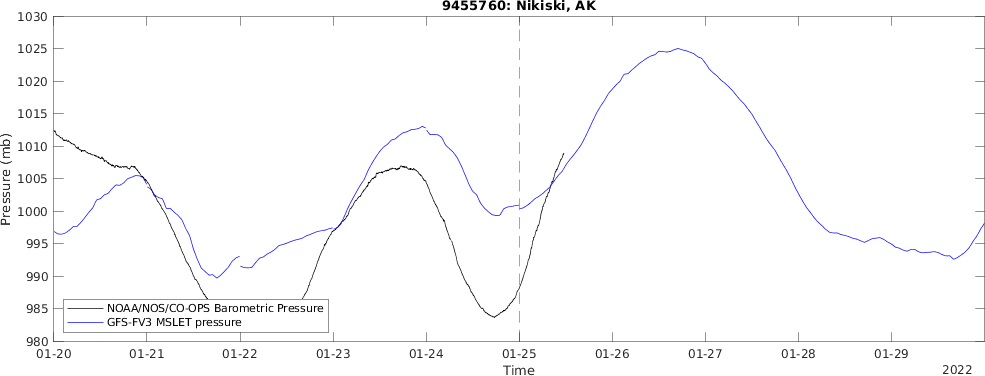 9455760: Nikiski, AK
Pressure (mb)
1030
1025
1020
1015
1010
1005
1000
995
990
985
980
NOAA/NOS/CO-OPS Barometric Pressure
GFS-FV3 MSLET pressure
01-20 01-21 01-22 01-23 01-24 01-25 01-26 01-27 01-28 01-29
Time
2022